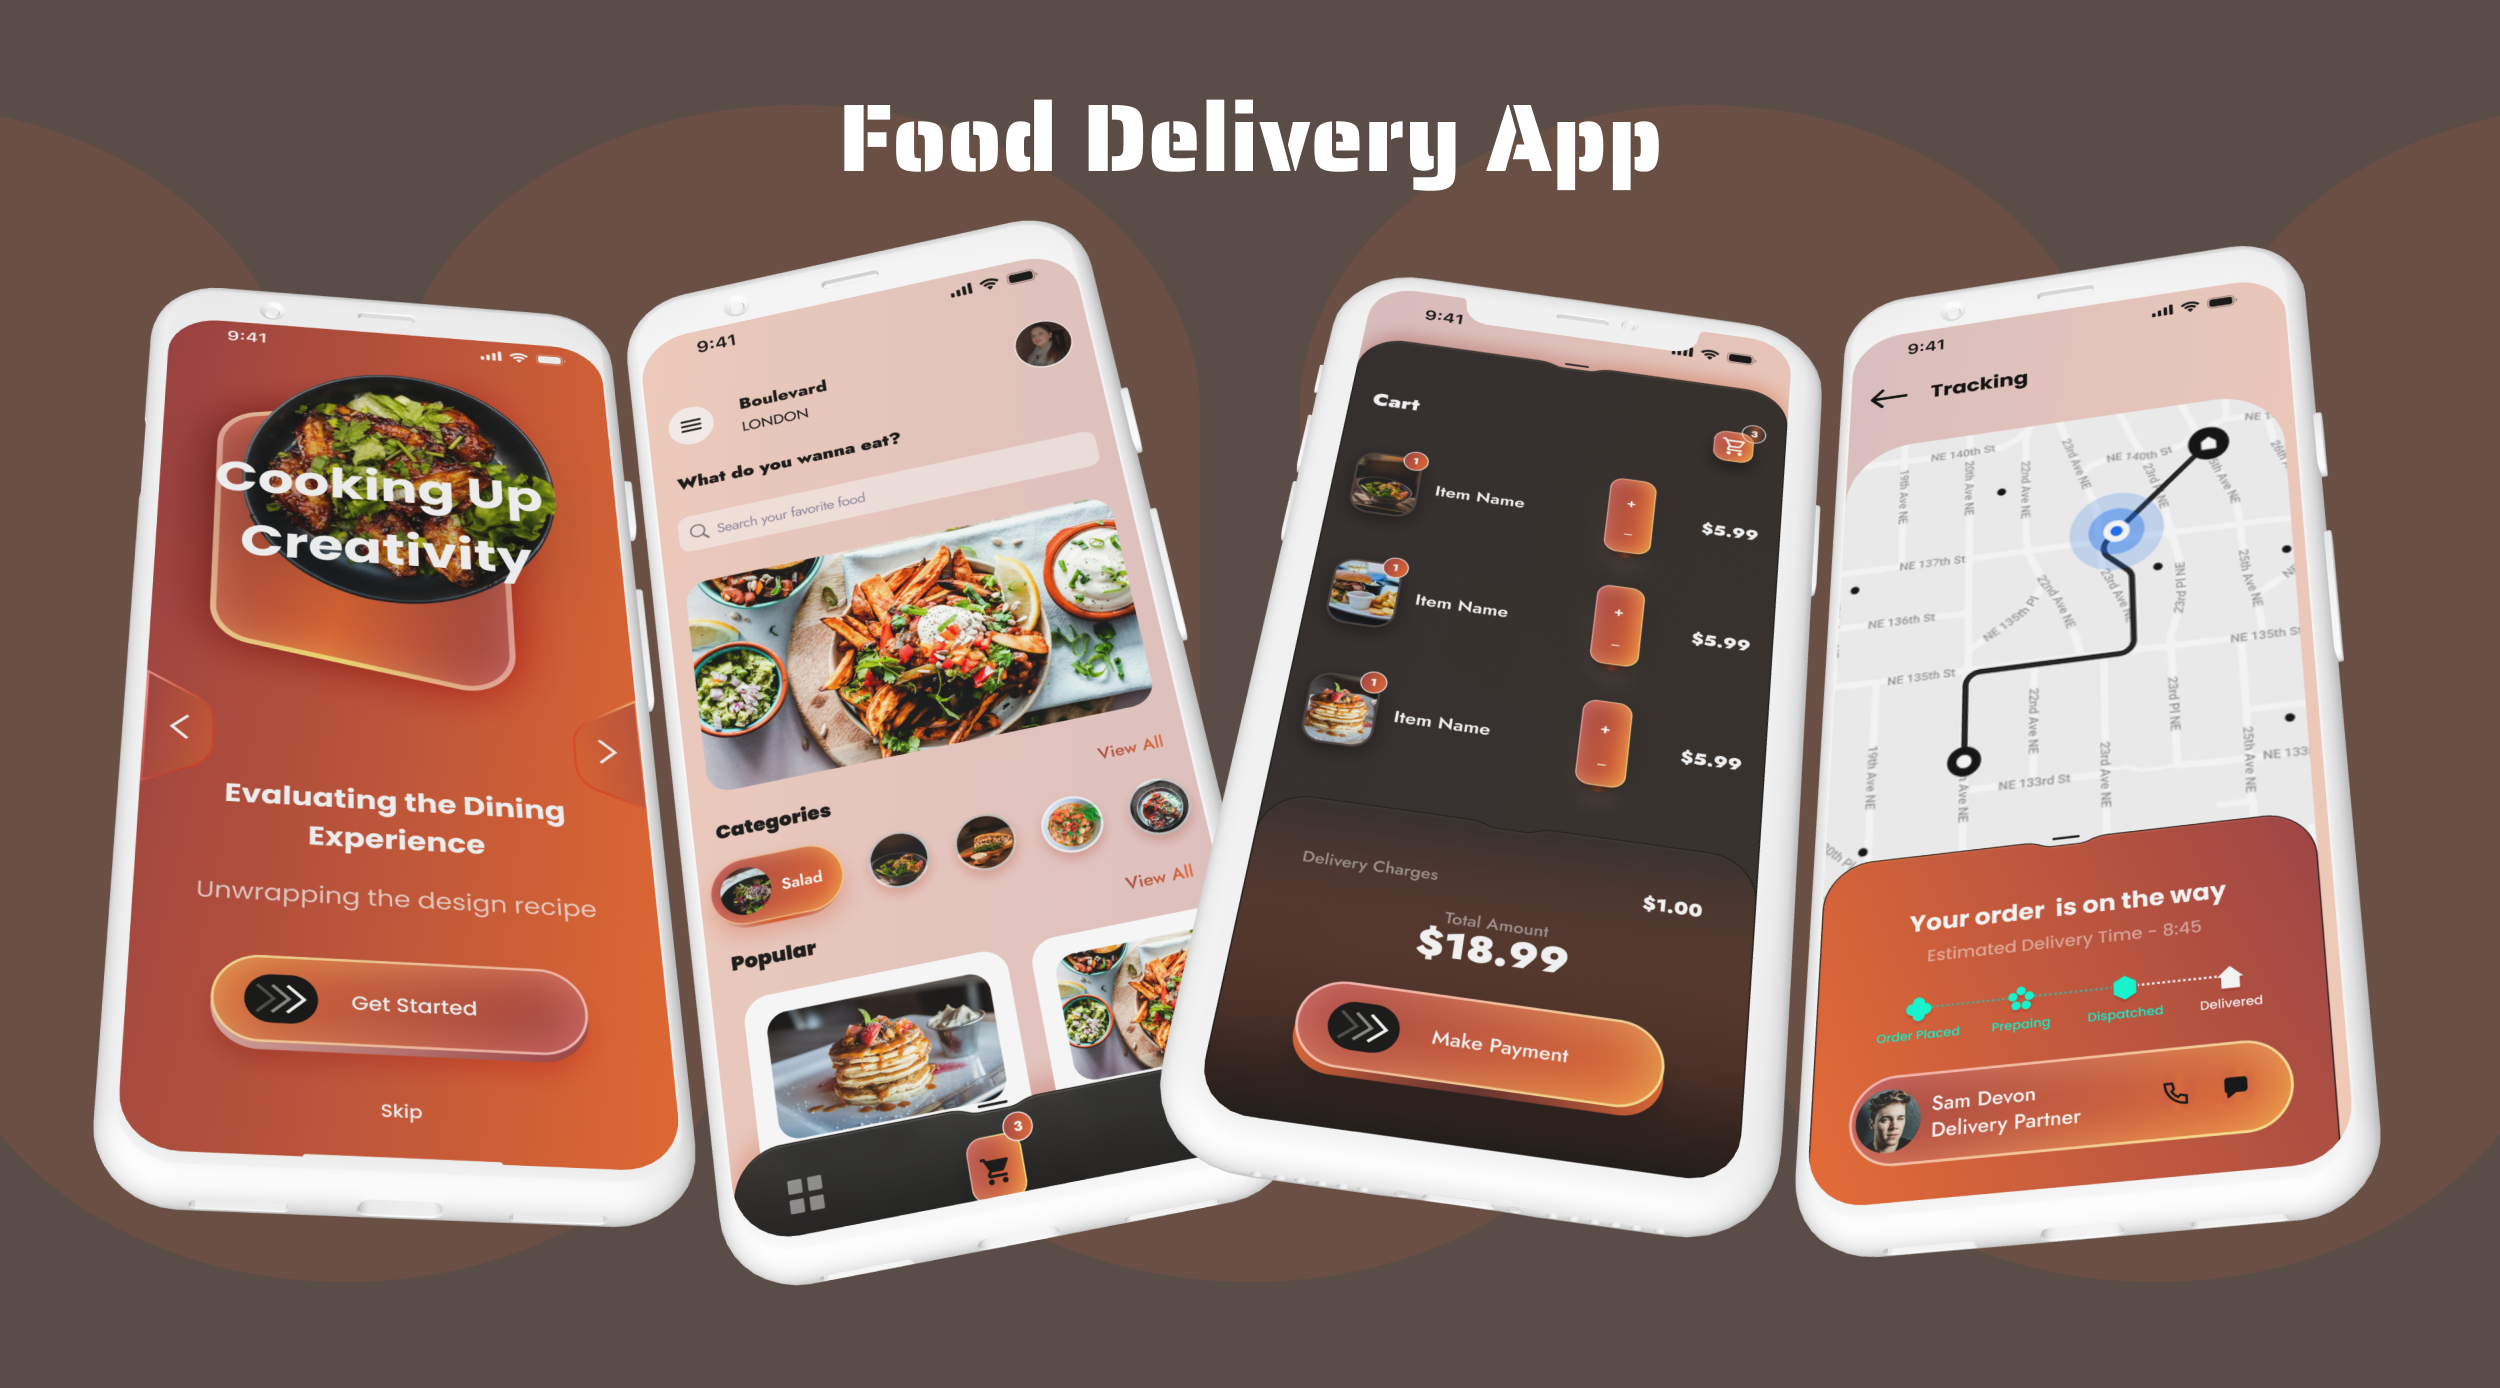 Food Delivery App
9:41
Cooking Up
Creativity
Evaluating the Dining
Experience
Unwrapping the design recipe
Get Started
Skip
9:41
Boulevard
LONDON
What do you wanna eat?
Search your favorite food
View All
Categories
Salad
View All
Popular
3
9:41
Cart
3
1
Item Name
+
−
$5.99
1
Item Name
+
−
$5.99
1
Item Name
+
−
$5.99
Delivery Charges
$1.00
Total Amount
$18.99
Make Payment
9:41
Tracking
NE 140th St
NE 140th St
19th Ave NE
20th Ave NE
22nd Ave NE
23rd Ave NE
NE 137th St
23rd Ave NE
22nd Ave NE
23rd Pl NE
25th Ave NE
NE 136th St
NE 135th Pl
NE 135th St
NE 135th St
22nd Ave NE
23rd Pl NE
19th Ave NE
23rd Ave NE
25th Ave NE
NE 133
NE 133rd St
Your order is on the way
Estimated Delivery Time - 8:45
Order Placed
Prepaing
Dispatched
Delivered
Sam Devon
Delivery Partner